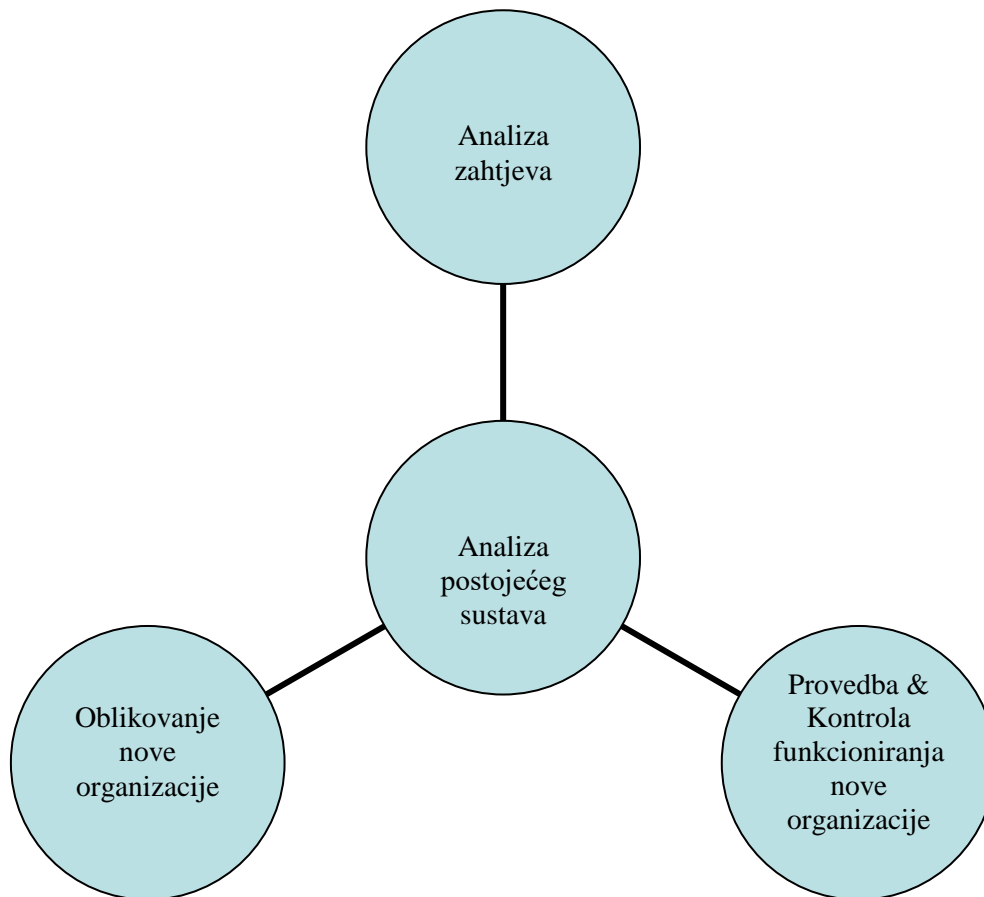 Analiza
zahtjeva
Analiza
postojećeg
sustava
Oblikovanje
nove
organizacije
Provedba &
Kontrola
funkcioniranja
nove
organizacije